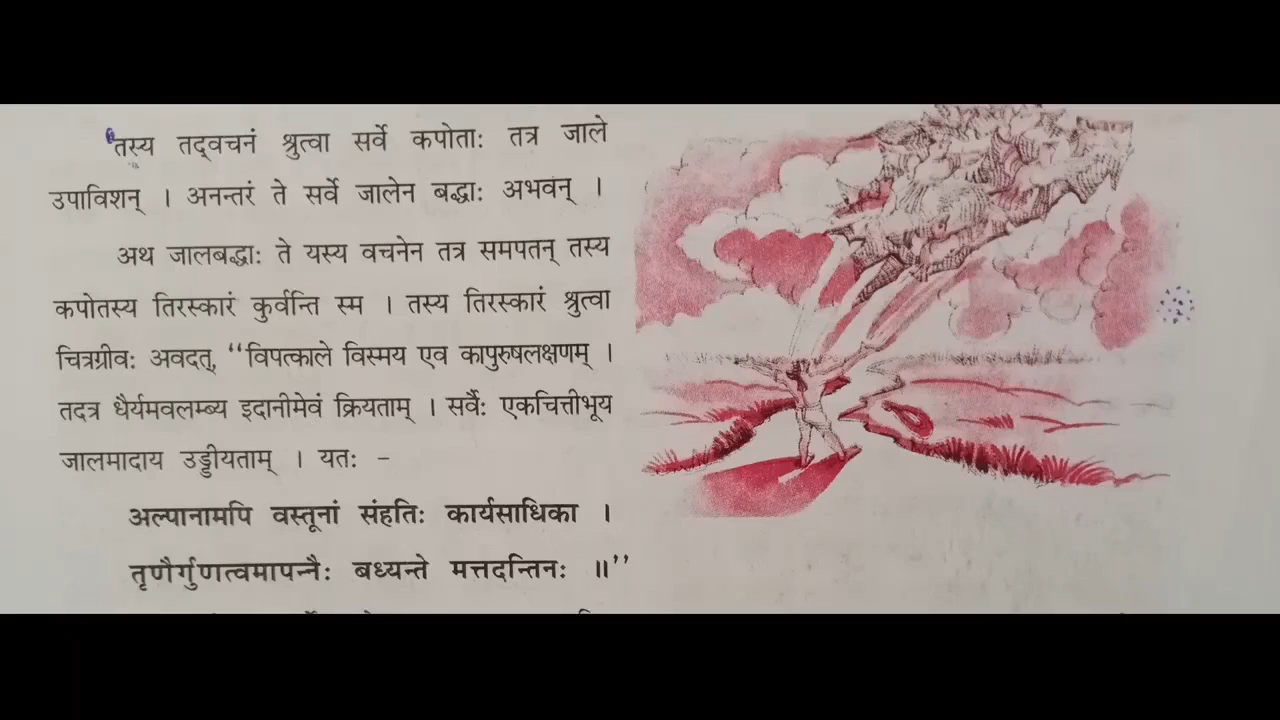 तस्य तद्वचनं श्रुत्वा सर्वे कपोताः तत्र जाले
उपाविशन् । अनन्तरं ते सर्वे जालेन बद्धाः अभवन् ।
अथ जालबद्धाः ते यस्य वचनेन तत्र समपतन् तस्य
कपोतस्य तिरस्कारं कुर्वन्ति स्म । तस्य तिरस्कारं श्रुत्वा
चित्रग्रीवः अवदत्, “विपत्काले विस्मय एव कापुरुषलक्षणम् ।
तदत्र धैर्यमवलम्ब्य इदानीमेवं क्रियताम् । सर्वैः एकचित्तीभूय
जालमादाय उड्डीयताम् । यतः –
अल्पानामपि वस्तूनां संहतिः कार्यसाधिका ।
तृणैर्गुणत्वमापन्नैः बध्यन्ते मत्तदन्तिनः ॥’’